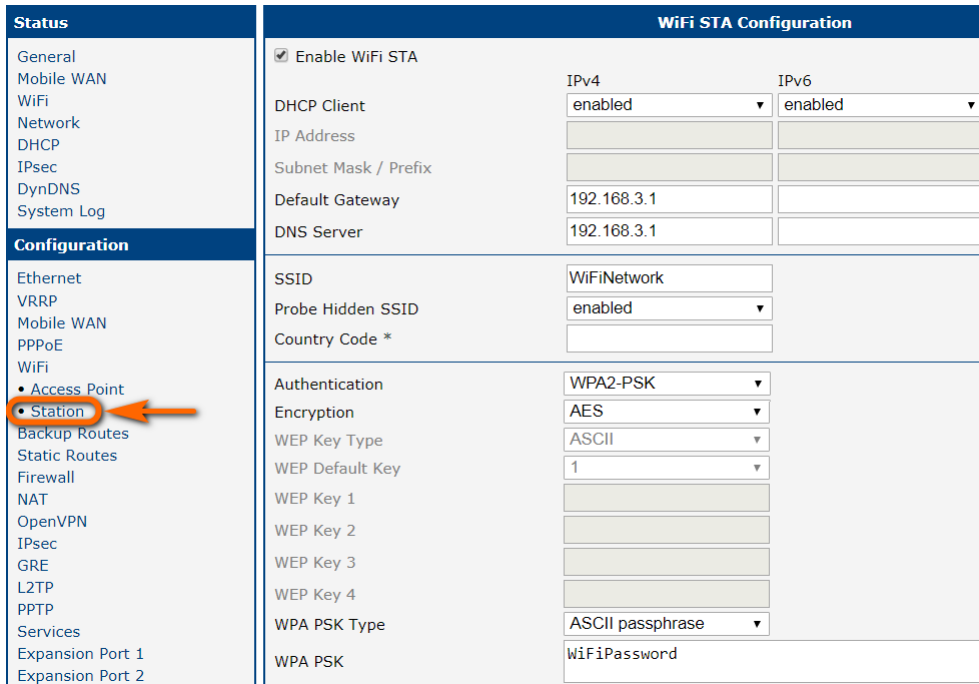 Status
General
Mobile WAN
WiFi
Network
DHCP
IPsec
DynDNS
System Log
Configuration
Ethernet
VRRP
Mobile WAN
PPPoE
WiFi
• Access Point
• Station
Backup Routes
Static Routes
Firewall
NAT
OpenVPN
IPsec
GRE
L2TP
PPTP
Services
Expansion Port 1
Expansion Port 2
WiFi STA Configuration
Enable WiFi STA
IPv4 IPv6
DHCP Client enabled enabled
IP Address
Subnet Mask / Prefix
Default Gateway 192.168.3.1
DNS Server 192.168.3.1
SSID WiFiNetwork
Probe Hidden SSID enabled
Country Code *
Authentication WPA2-PSK
Encryption AES
WEP Key Type ASCII
WEP Default Key 1
WEP Key 1
WEP Key 2
WEP Key 3
WEP Key 4
WPA PSK Type ASCII passphrase
WPA PSK WiFiPassword